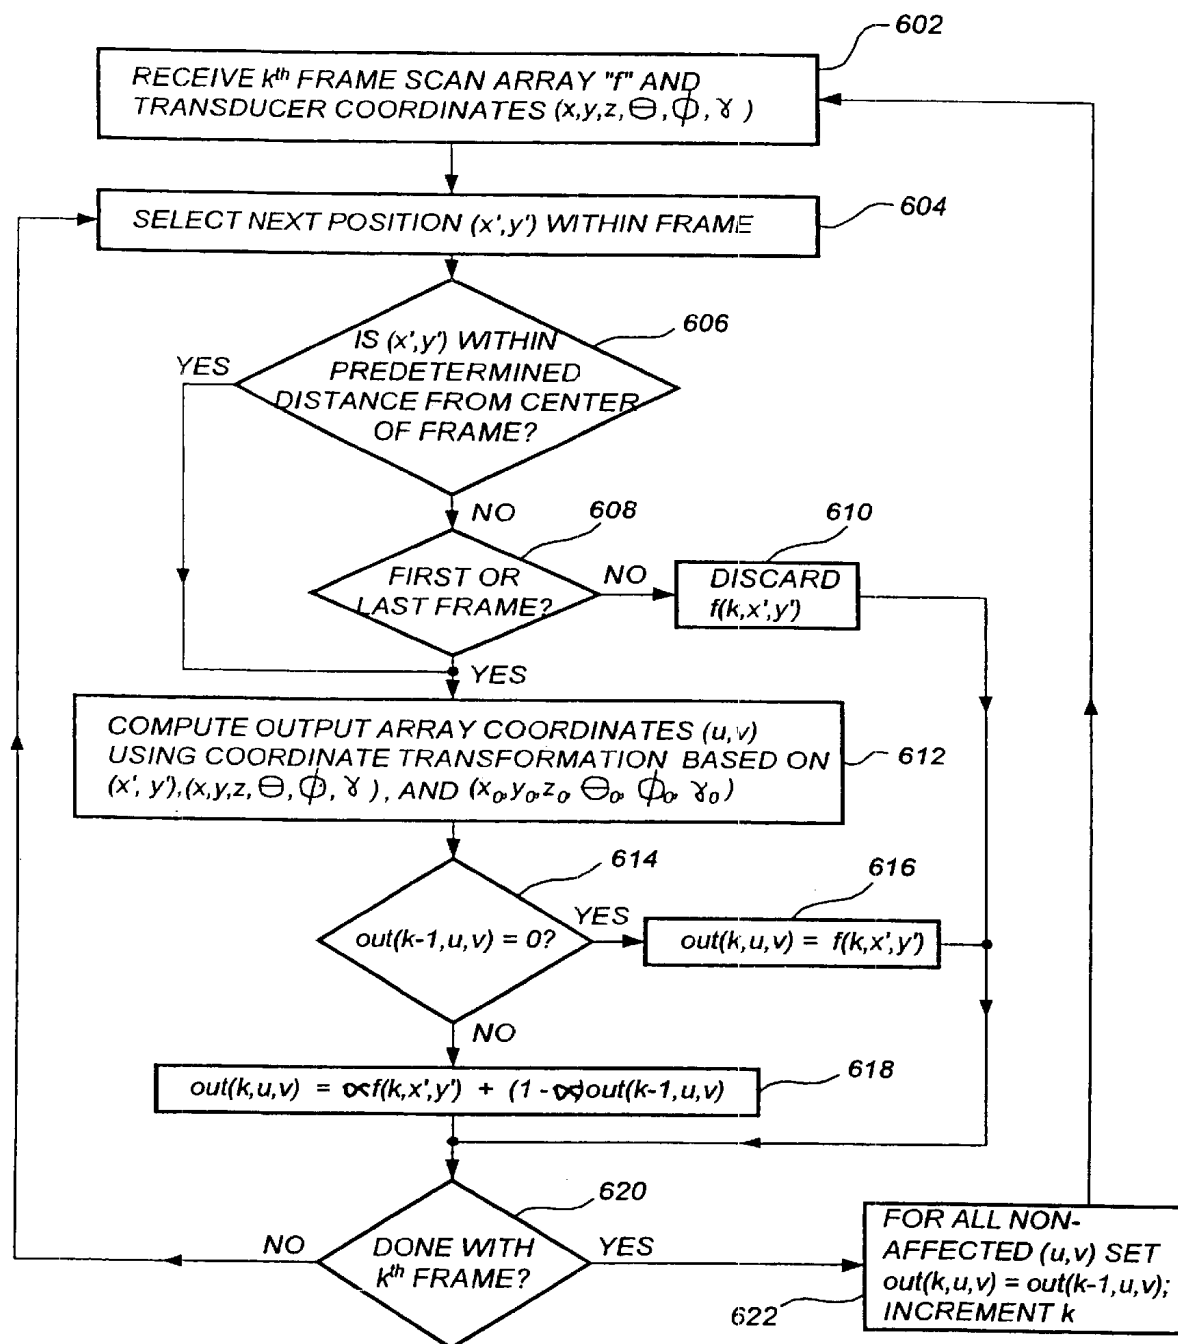 602
RECEIVE kth FRAME SCAN ARRAY "f" AND
TRANSDUCER COORDINATES (x,y,z,Θ,ϕ,γ)
SELECT NEXT POSITION (x',y') WITHIN FRAME
604
606
IS (x',y') WITHIN
PREDETERMINED
DISTANCE FROM CENTER
OF FRAME?
YES
NO
608
FIRST OR
LAST FRAME?
NO
610
DISCARD
f(k,x',y')
YES
COMPUTE OUTPUT ARRAY COORDINATES (u,v)
USING COORDINATE TRANSFORMATION BASED ON
(x', y'),(x,y,z,Θ,ϕ,γ), AND (x₀,y₀,z₀,Θ₀,ϕ₀,γ₀)
612
614
out(k-1,u,v) = 0?
YES
616
out(k,u,v) = f(k,x',y')
NO
out(k,u,v) = ∝f(k,x',y') + (1-∝)out(k-1,u,v)
618
620
DONE WITH
kth FRAME?
NO
YES
FOR ALL NON-
AFFECTED (u,v) SET
out(k,u,v) = out(k-1,u,v);
INCREMENT k
622